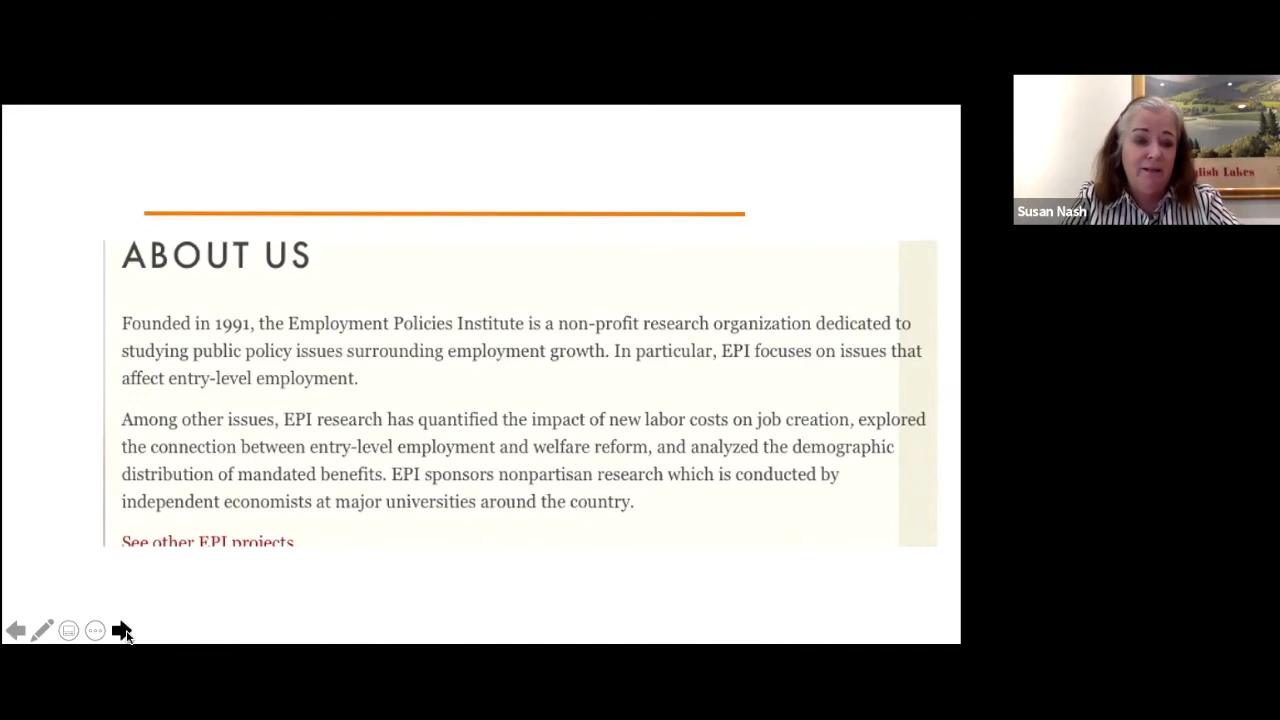 ABOUT US
Founded in 1991, the Employment Policies Institute is a non-profit research organization dedicated to
studying public policy issues surrounding employment growth. In particular, EPI focuses on issues that
affect entry-level employment.
Among other issues, EPI research has quantified the impact of new labor costs on job creation, explored
the connection between entry-level employment and welfare reform, and analyzed the demographic
distribution of mandated benefits. EPI sponsors nonpartisan research which is conducted by
independent economists at major universities around the country.
See other EPI projects
glish Lakes
Susan Nash